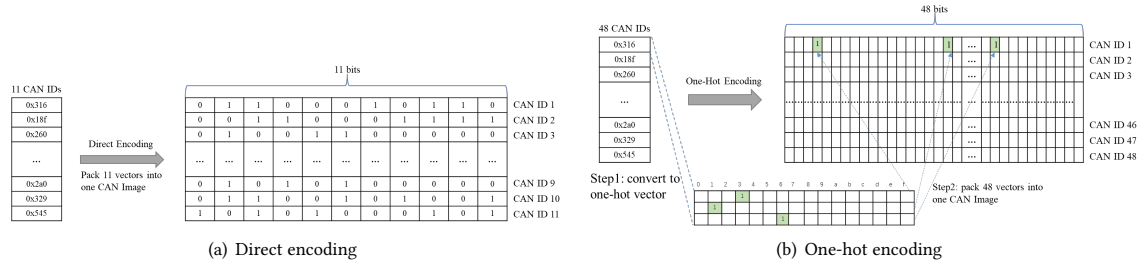 11 CAN IDs
0x316
0x18f
0x260
...
0x2a0
0x329
0x545
Direct Encoding
Pack 11 vectors into
one CAN Image
11 bits
0 1 1 0 0 0 1 0 1 1 0 CAN ID 1
0 0 1 1 0 0 0 1 1 1 1 CAN ID 2
0 1 0 0 1 1 0 0 0 0 0 CAN ID 3
... ... ... ... ... ... ... ... ... ... ...
0 1 0 1 0 1 0 0 0 0 0 CAN ID 9
0 1 1 0 0 1 0 1 0 0 1 CAN ID 10
1 0 1 0 1 0 0 0 1 0 1 CAN ID 11
(a) Direct encoding
48 CAN IDs
0x316
0x18f
0x260
...
0x2a0
0x329
0x545
One-Hot Encoding
48 bits
1 1 ... 1 CAN ID 1
... CAN ID 2
... CAN ID 3
... CAN ID 46
... CAN ID 47
... CAN ID 48
Step1: convert to
one-hot vector
0 1 2 3 4 5 6 7 8 9 a b c d e f
1
1
1
Step2: pack 48 vectors into
one CAN Image
(b) One-hot encoding